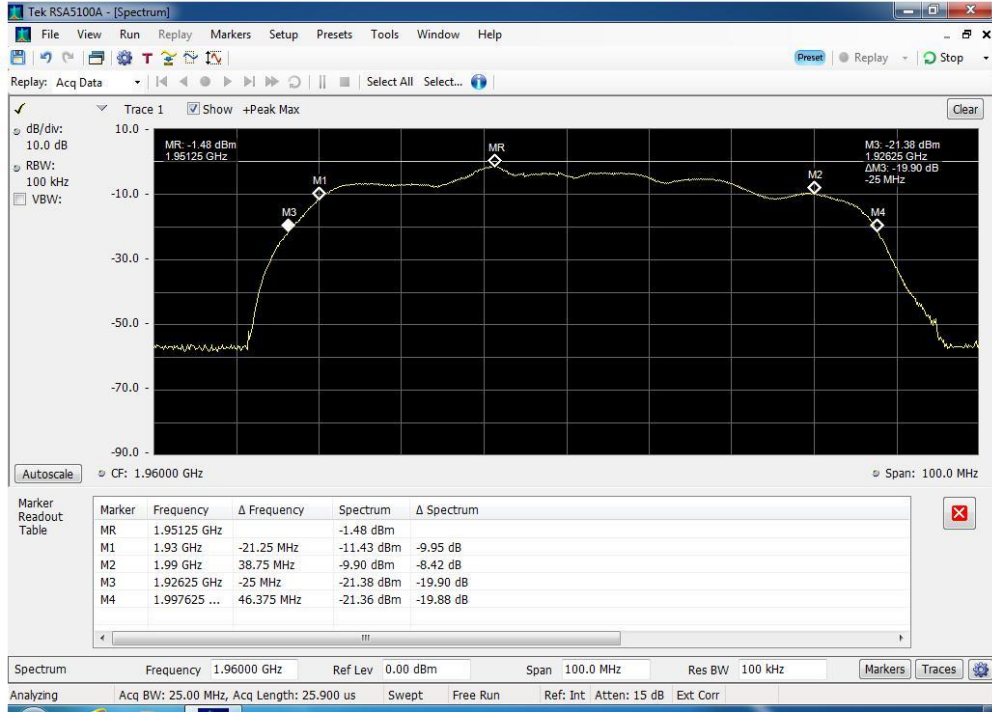 Tek RSA5100A - [Spectrum]
File View Run Replay Markers Setup Presets Tools Window Help
Preset Replay Stop
Replay: Acq Data Select All Select...
Trace 1 Show +Peak Max Clear
dB/div:
10.0 dB
RBW:
100 kHz
VBW:
10.0
-10.0
-30.0
-50.0
-70.0
-90.0
MR: -1.48 dBm
1.95125 GHz
MR
M3: -21.38 dBm
1.92625 GHz
ΔM3: -19.90 dB
-25 MHz
M1
M2
M3
M4
Autoscale CF: 1.96000 GHz Span: 100.0 MHz
Marker
Readout
Table
Marker Frequency Δ Frequency Spectrum Δ Spectrum
MR 1.95125 GHz -1.48 dBm
M1 1.93 GHz -21.25 MHz -11.43 dBm -9.95 dB
M2 1.99 GHz 38.75 MHz -9.90 dBm -8.42 dB
M3 1.92625 GHz -25 MHz -21.38 dBm -19.90 dB
M4 1.997625 ... 46.375 MHz -21.36 dBm -19.88 dB
Spectrum Frequency 1.96000 GHz Ref Lev 0.00 dBm Span 100.0 MHz Res BW 100 kHz Markers Traces
Analyzing Acq BW: 25.00 MHz, Acq Length: 25.900 us Swept Free Run Ref: Int Atten: 15 dB Ext Corr